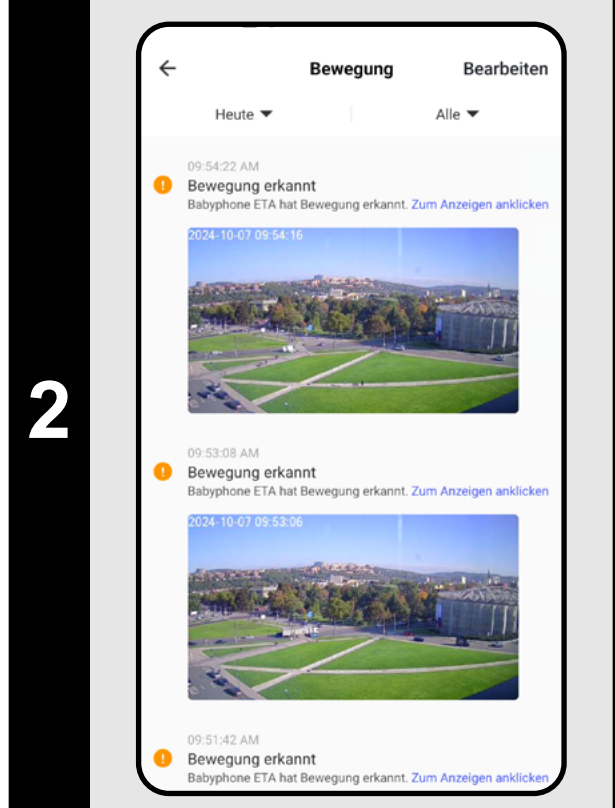 2
Bewegung
Bearbeiten
Heute
Alle
09:54:22 AM
Bewegung erkannt
Babyphone ETA hat Bewegung erkannt. Zum Anzeigen anklicken
2024-10-07 09:54:16
09:53:08 AM
Bewegung erkannt
Babyphone ETA hat Bewegung erkannt. Zum Anzeigen anklicken
2024-10-07 09:53:06
09:51:42 AM
Bewegung erkannt
Babyphone ETA hat Bewegung erkannt. Zum Anzeigen anklicken